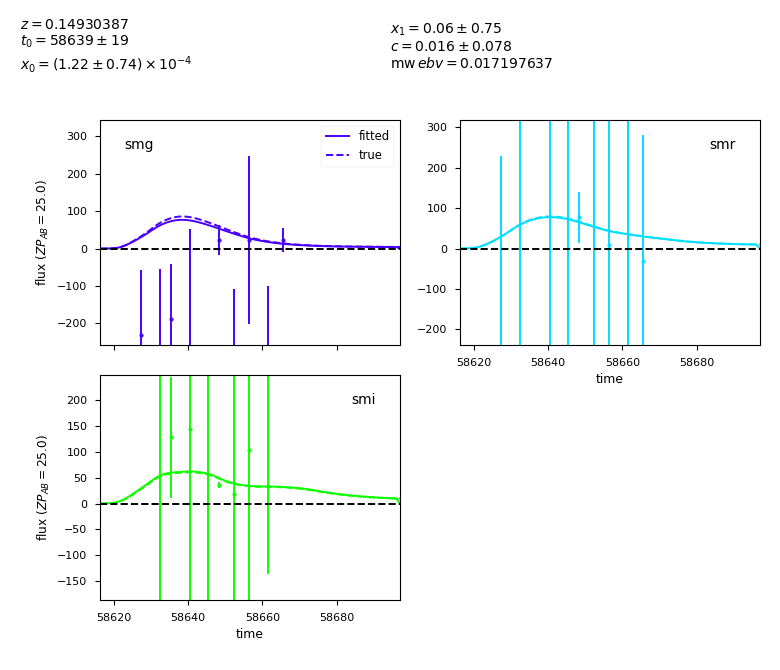 z = 0.14930387
t₀ = 58639 ± 19
x₀ = (1.22 ± 0.74) × 10⁻⁴
x₁ = 0.06 ± 0.75
c = 0.016 ± 0.078
mw ebv = 0.017197637
smg
fitted
true
300
200
100
0
−100
−200
flux (ZP_AB = 25.0)
smr
300
200
100
0
−100
−200
58620 58640 58660 58680
time
smi
200
150
100
50
0
−50
−100
−150
flux (ZP_AB = 25.0)
58620 58640 58660 58680
time